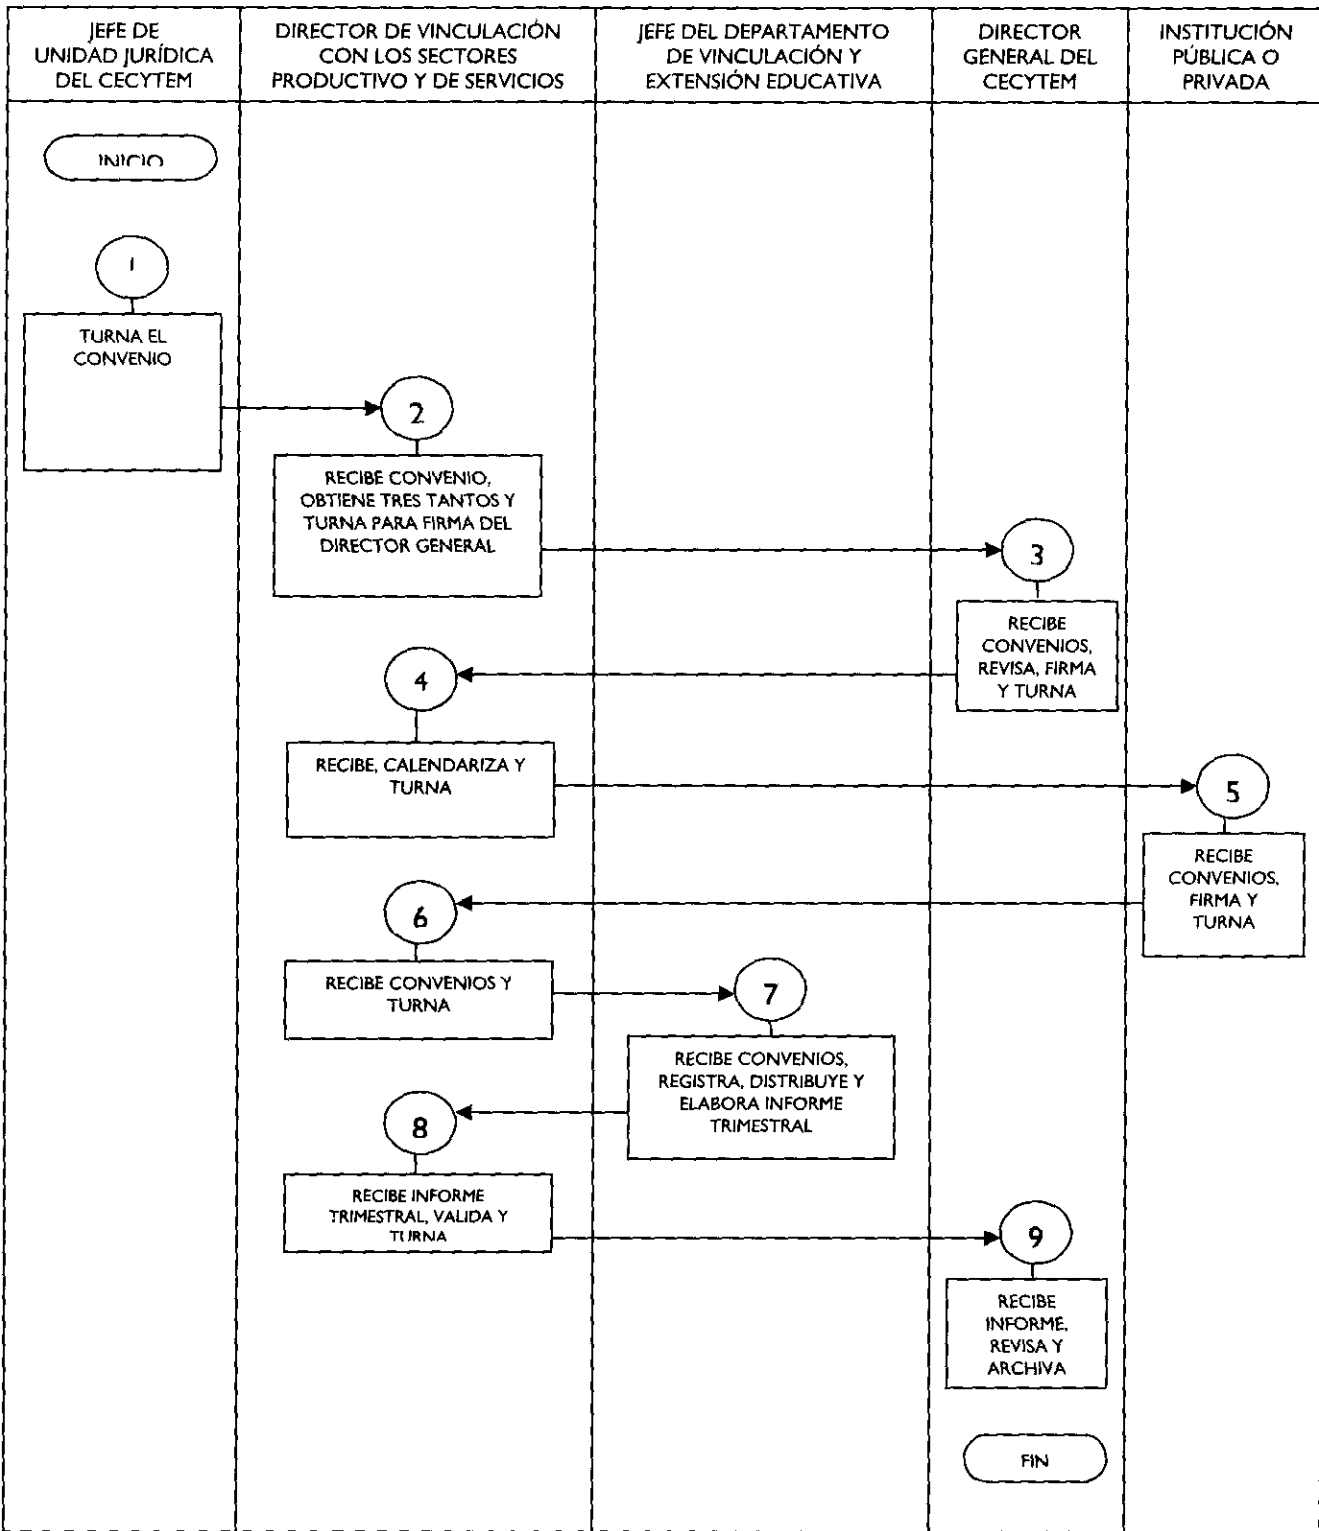 JEFE DE
UNIDAD JURÍDICA
DEL CECYTEM
DIRECTOR DE VINCULACIÓN
CON LOS SECTORES
PRODUCTIVO Y DE SERVICIOS
JEFE DEL DEPARTAMENTO
DE VINCULACIÓN Y
EXTENSIÓN EDUCATIVA
DIRECTOR
GENERAL DEL
CECYTEM
INSTITUCIÓN
PÚBLICA O
PRIVADA
INICIO
1
TURNA EL
CONVENIO
2
RECIBE CONVENIO,
OBTIENE TRES TANTOS Y
TURNA PARA FIRMA DEL
DIRECTOR GENERAL
3
RECIBE
CONVENIOS,
REVISA, FIRMA
Y TURNA
4
RECIBE, CALENDARIZA Y
TURNA
5
RECIBE
CONVENIOS,
FIRMA Y
TURNA
6
RECIBE CONVENIOS Y
TURNA
7
RECIBE CONVENIOS,
REGISTRA, DISTRIBUYE Y
ELABORA INFORME
TRIMESTRAL
8
RECIBE INFORME
TRIMESTRAL, VALIDA Y
TURNA
9
RECIBE
INFORME,
REVISA Y
ARCHIVA
FIN